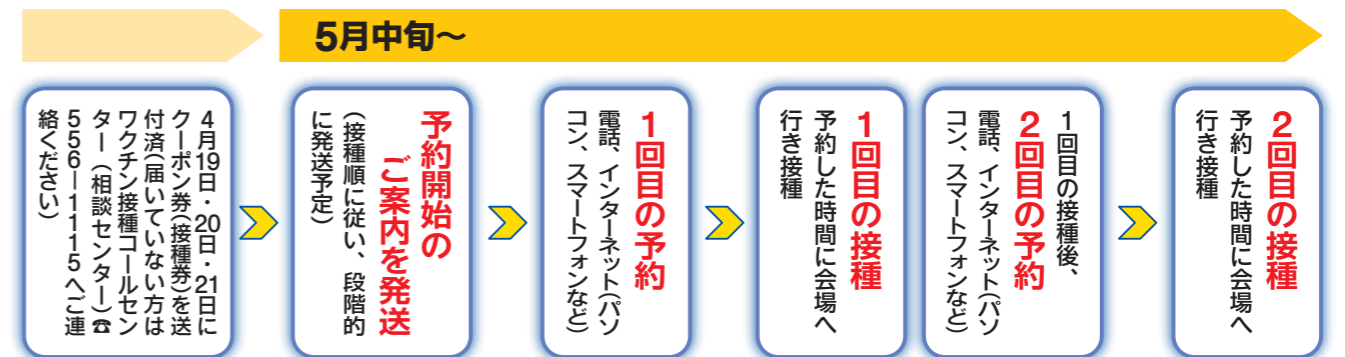 5月中旬～
4月19日・20日・21日に
クーポン券（接種券）を送
付済（届いていない方は
ワクチン接種コールセン
ター（相談センター）☎
556ー1115へご連
絡ください）
予約開始の
ご案内を発送
（接種順に従い、段階的
に発送予定）
1回目の予約
電話、インターネット（パソ
コン、スマートフォンなど）
1回目の接種
予約した時間に会場へ
行き接種
1回目の接種後、
2回目の予約
電話、インターネット（パソ
コン、スマートフォンなど）
2回目の接種
予約した時間に会場へ
行き接種